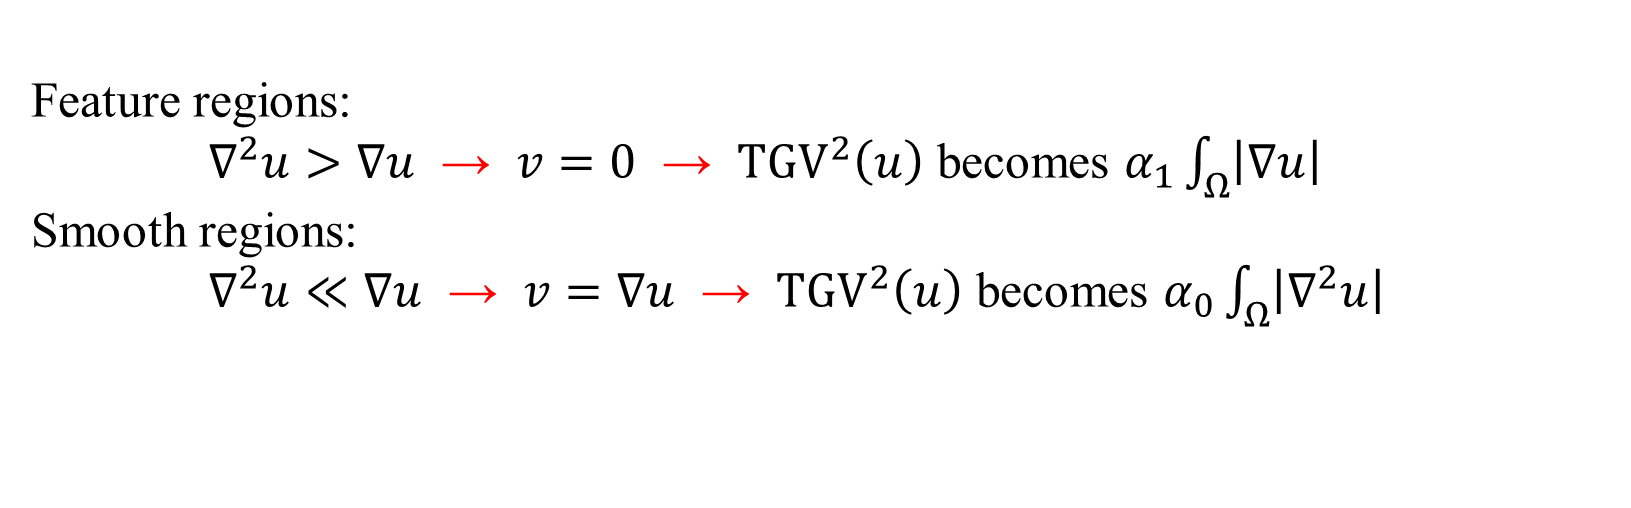 Feature regions:
∇²u > ∇u → v = 0 → TGV²(u) becomes α₁ ∫_Ω|∇u|
Smooth regions:
∇²u ≪ ∇u → v = ∇u → TGV²(u) becomes α₀ ∫_Ω|∇²u|